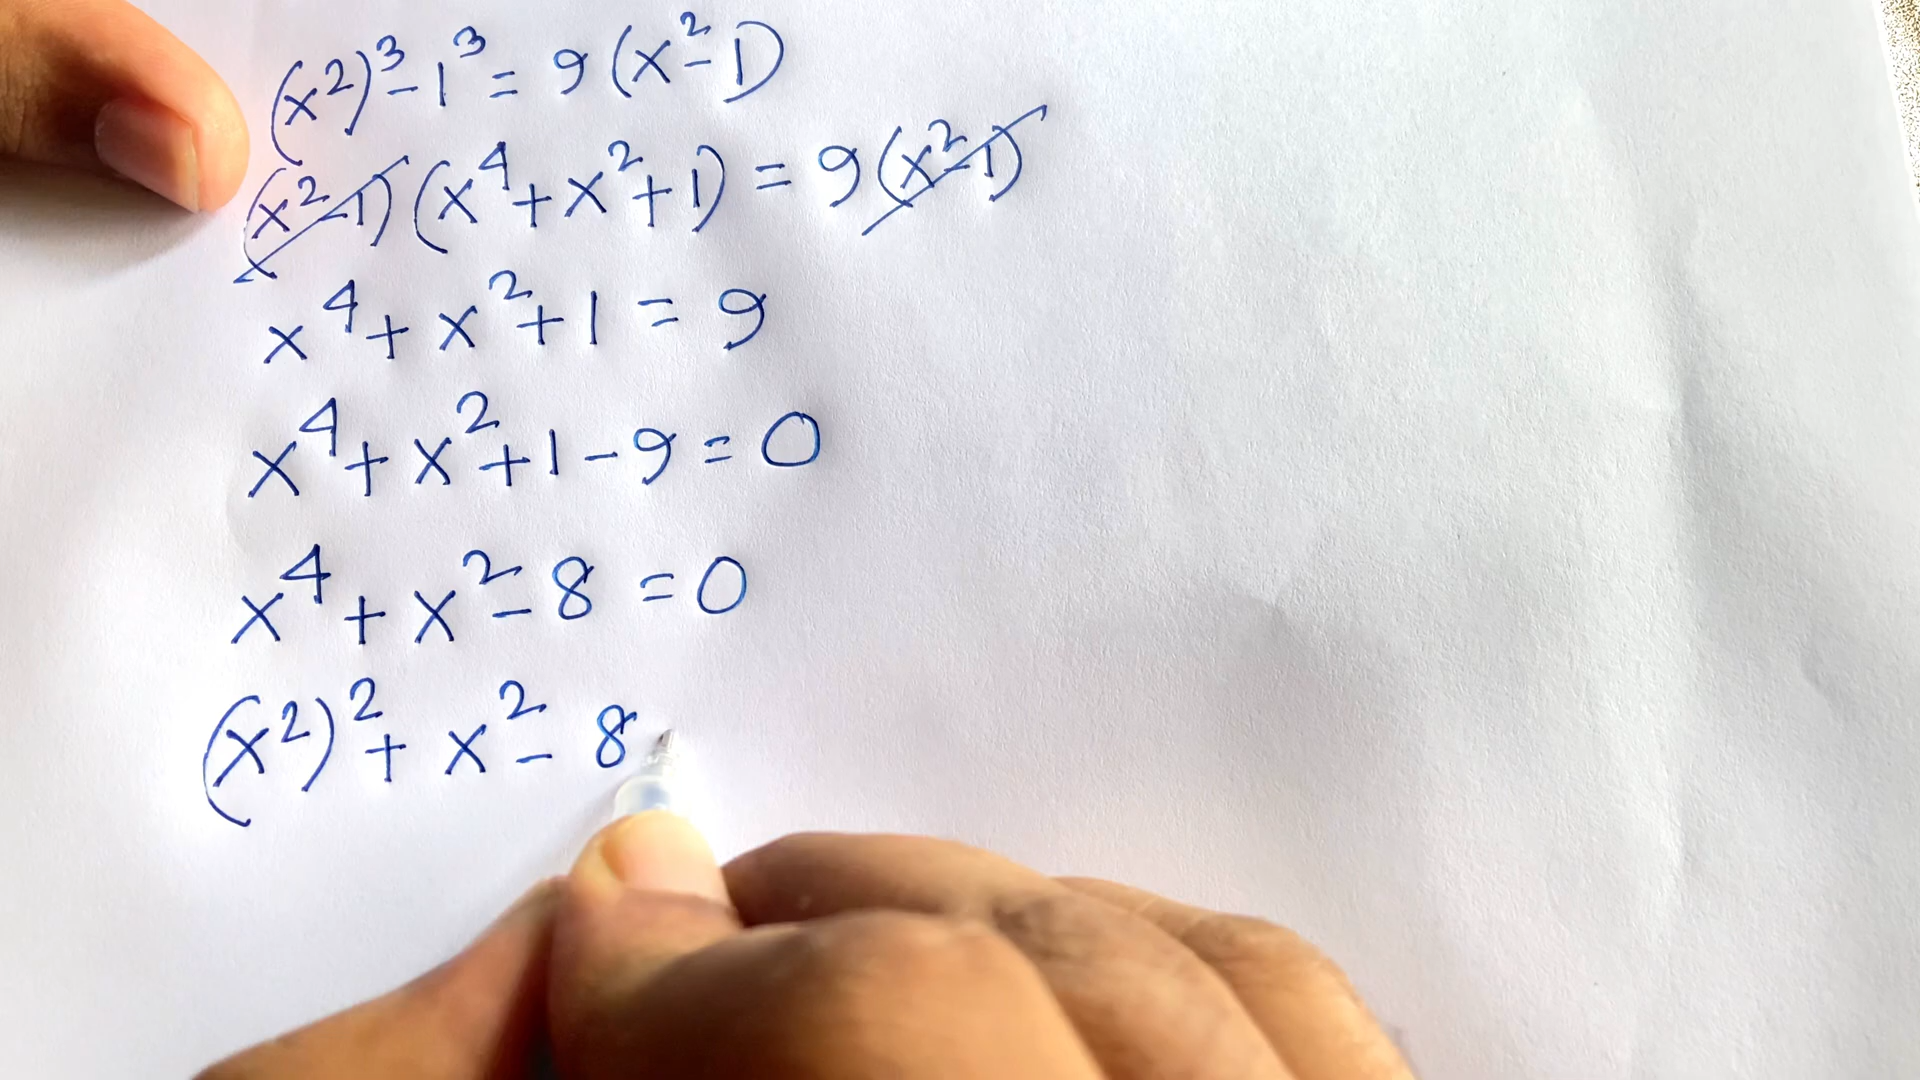 (x²)³ - 1³ = 9 (x² - 1)
(x² - 1) (x⁴ + x² + 1) = 9 (x² - 1)
x⁴ + x² + 1 = 9
x⁴ + x² + 1 - 9 = 0
x⁴ + x² - 8 = 0
(x²)² + x² - 8